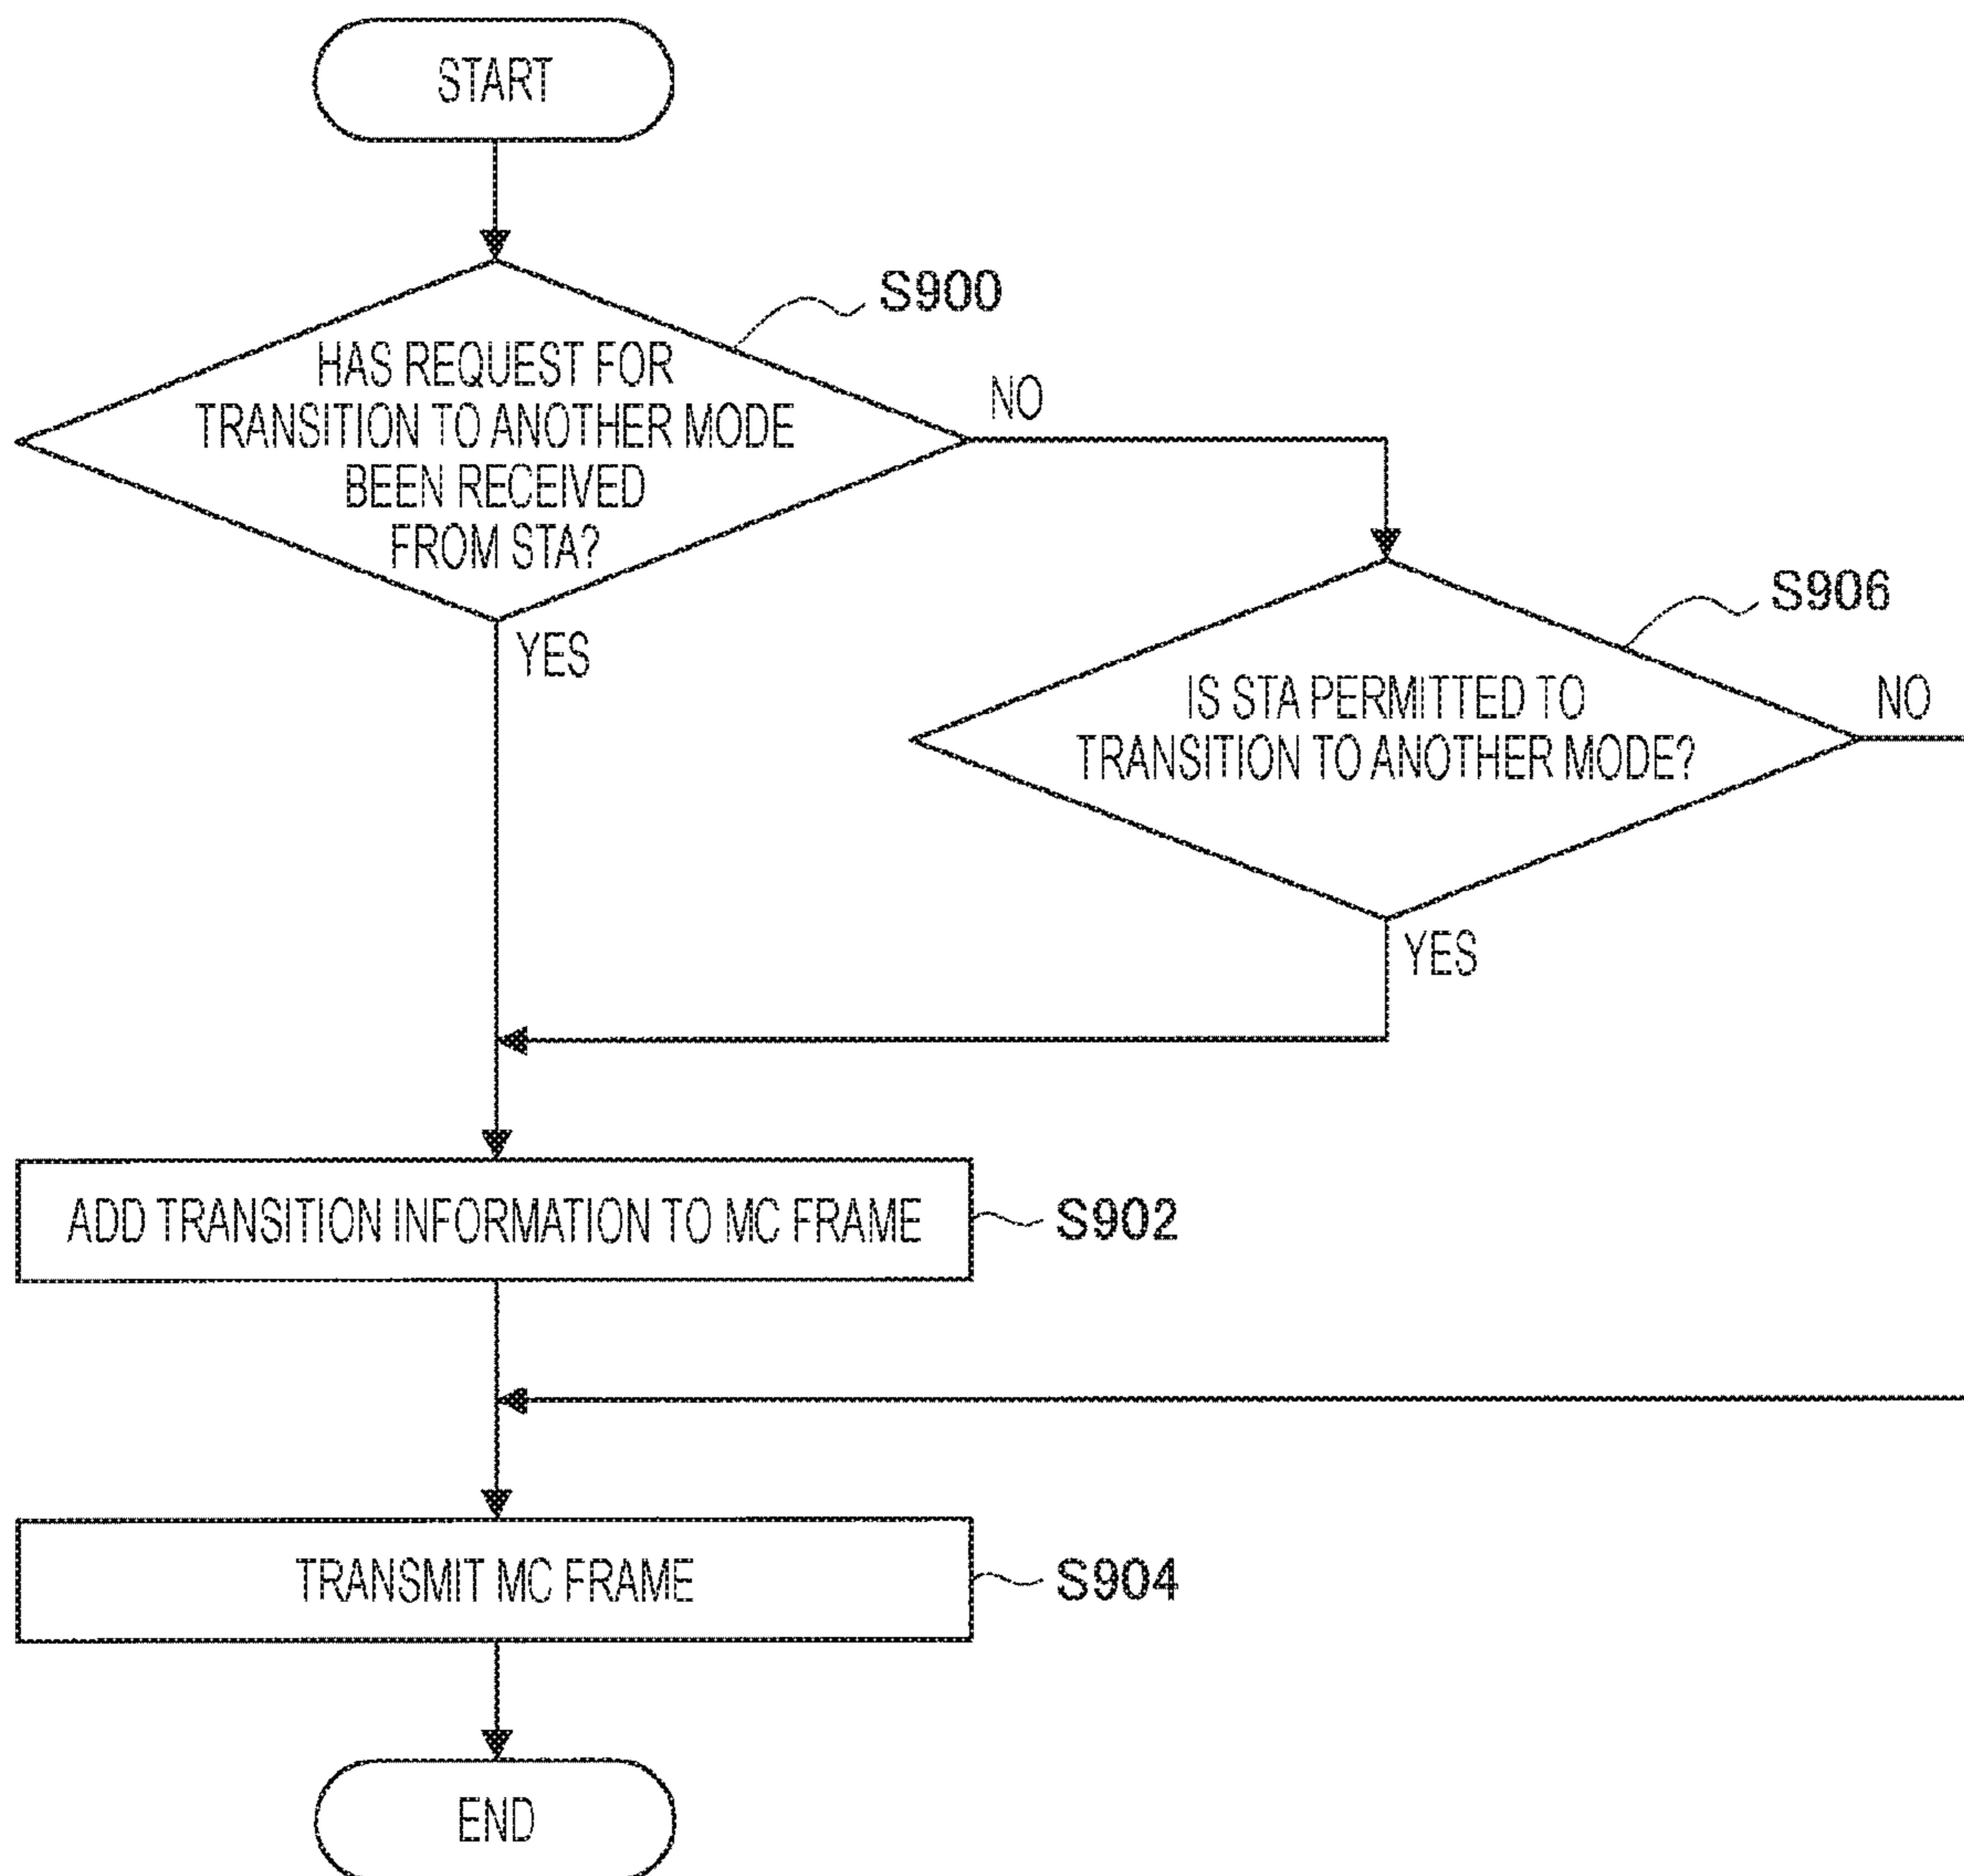 START
S900
HAS REQUEST FOR
TRANSITION TO ANOTHER MODE
BEEN RECEIVED
FROM STA?
NO
YES
S906
IS STA PERMITTED TO
TRANSITION TO ANOTHER MODE?
NO
YES
ADD TRANSITION INFORMATION TO MC FRAME
S902
TRANSMIT MC FRAME
S904
END